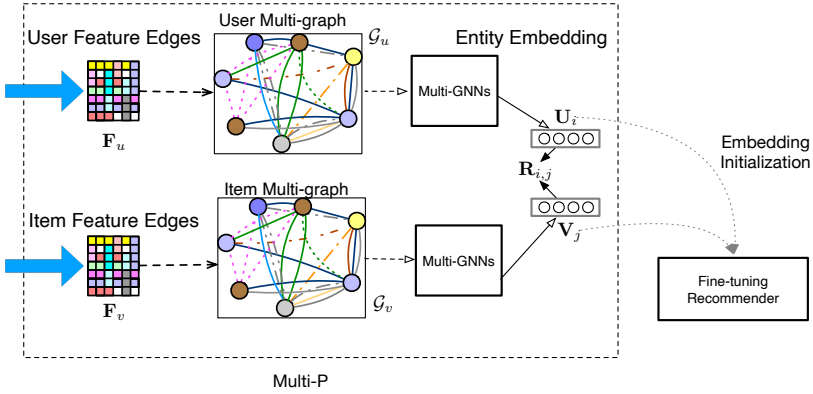 User Multi-graph
User Feature Edges
𝒢ᵤ
Entity Embedding
Fᵤ
Multi-GNNs
Uᵢ
Embedding
Initialization
Rᵢ,ⱼ
Item Multi-graph
Item Feature Edges
Vⱼ
Multi-GNNs
Fine-tuning
Recommender
Fᵥ
𝒢ᵥ
Multi-P